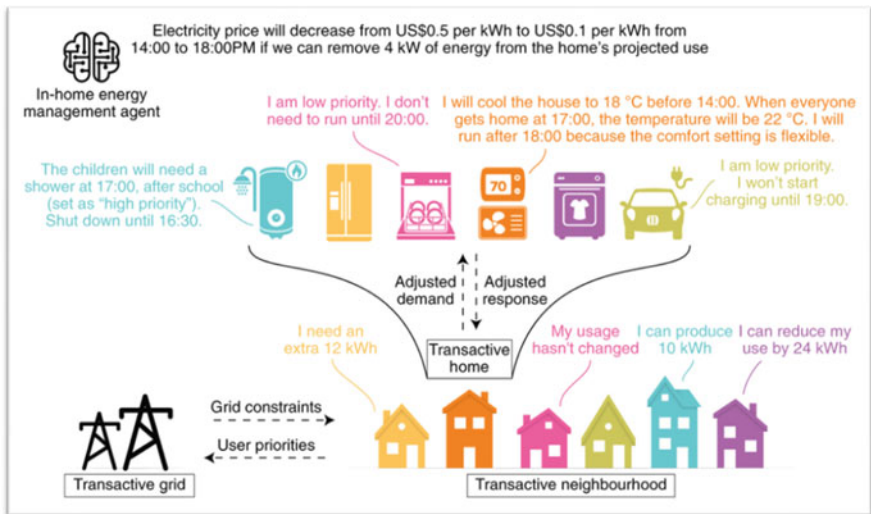 Electricity price will decrease from US$0.5 per kWh to US$0.1 per kWh from
14:00 to 18:00PM if we can remove 4 kW of energy from the home's projected use
In-home energy
management agent
I am low priority. I don't
need to run until 20:00.
I will cool the house to 18 °C before 14:00. When everyone
gets home at 17:00, the temperature will be 22 °C. I will
run after 18:00 because the comfort setting is flexible.
The children will need a
shower at 17:00, after school
(set as "high priority").
Shut down until 16:30.
I am low priority.
I won't start
charging until 19:00.
70
Adjusted
demand
Adjusted
response
I need an
extra 12 kWh
Transactive
home
My usage
hasn't changed
I can produce
10 kWh
I can reduce my
use by 24 kWh
Grid constraints
User priorities
Transactive grid
Transactive neighbourhood